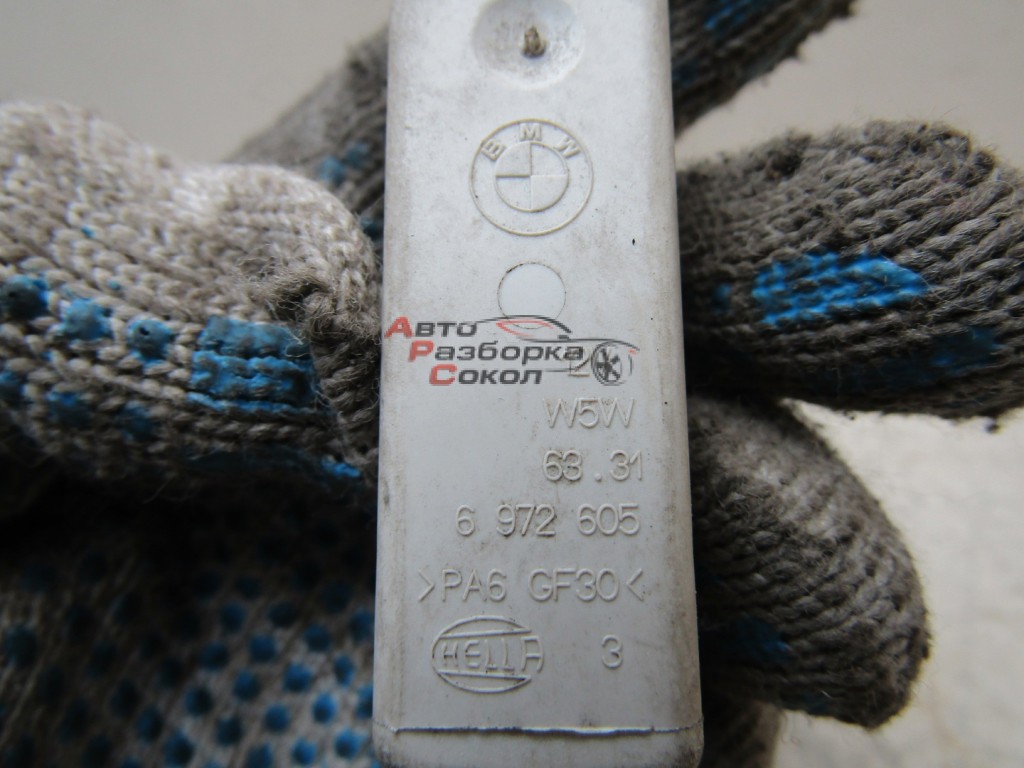 BMW
Авто
Разборка
Сокол
W5W
63.31
6 972 605
>PA6 GF30<
HELLA 3